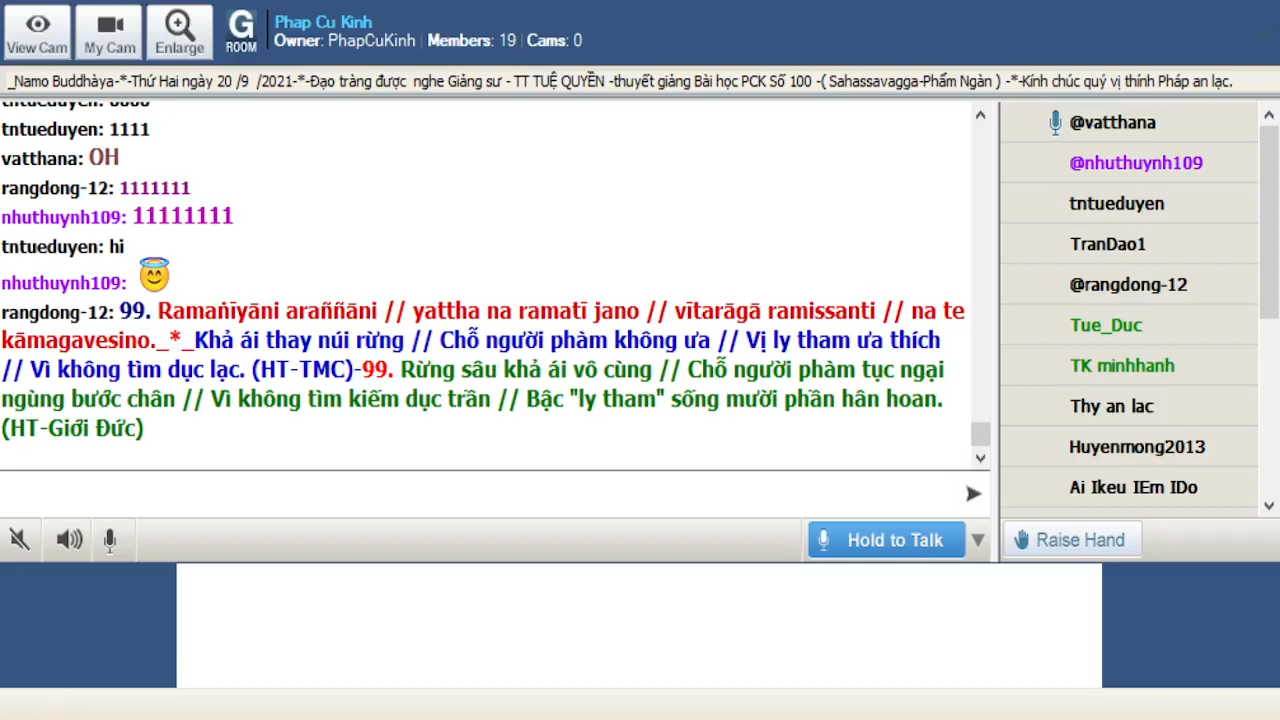 View Cam
My Cam
Enlarge
G
ROOM
Phap Cu Kinh
Owner: PhapCuKinh | Members: 19 | Cams: 0
_Namo Buddhàya-*-Thứ Hai ngày 20 /9 /2021-*-Đạo tràng được nghe Giảng sư - TT TUỆ QUYỀN -thuyết giảng Bài học PCK Số 100 -( Sahassavagga-Phẩm Ngàn ) -*-Kính chúc quý vị thính Pháp an lạc.
tntueduyen: 1111
vatthana: OH
rangdong-12: 1111111
nhuthuynh109: 11111111
tntueduyen: hi
nhuthuynh109:
rangdong-12: 99. Ramaṅīyāni araññāni // yattha na ramatī jano // vītarāgā ramissanti // na te
kāmagavesino._*_Khả ái thay núi rừng // Chỗ người phàm không ưa // Vị ly tham ưa thích
// Vì không tìm dục lạc. (HT-TMC)-99. Rừng sâu khả ái vô cùng // Chỗ người phàm tục ngại
ngùng bước chân // Vì không tìm kiếm dục trần // Bậc "ly tham" sống mười phần hân hoan.
(HT-Giới Đức)
@vatthana
@nhuthuynh109
tntueduyen
TranDao1
@rangdong-12
Tue_Duc
TK minhhanh
Thy an lac
Huyenmong2013
Ai Ikeu IEm IDo
Hold to Talk
Raise Hand